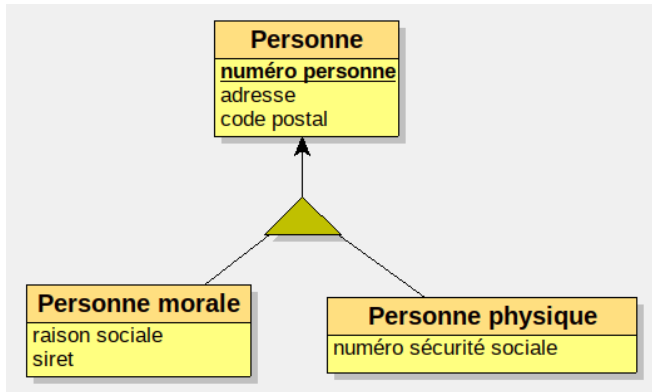 Personne
numéro personne
adresse
code postal
Personne morale
raison sociale
siret
Personne physique
numéro sécurité sociale